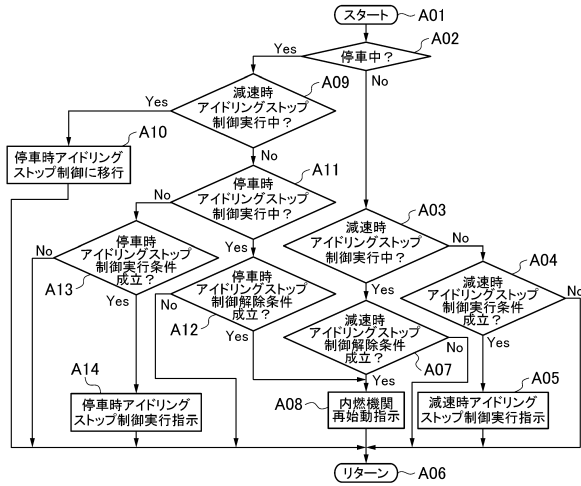 スタート
A01
A02
停車中？
Yes
No
A09
減速時
アイドリングストップ
制御実行中？
Yes
No
A10
停車時アイドリング
ストップ制御に移行
A11
停車時
アイドリングストップ
制御実行中？
No
Yes
A03
減速時
アイドリングストップ
制御実行中？
No
Yes
A13
停車時
アイドリングストップ
制御実行条件
成立？
No
Yes
A12
停車時
アイドリングストップ
制御解除条件
成立？
No
Yes
A04
減速時
アイドリングストップ
制御実行条件
成立？
No
Yes
A07
減速時
アイドリングストップ
制御解除条件
成立？
No
Yes
A14
停車時アイドリング
ストップ制御実行指示
A08
内燃機関
再始動指示
A05
減速時アイドリング
ストップ制御実行指示
リターン
A06